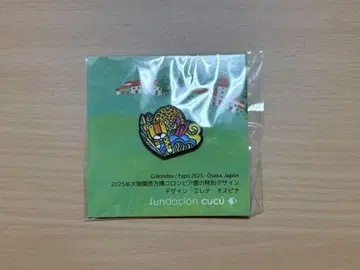 Colombia / Expo 2025 - Osaka, Japón
2025年大阪関西万博コロンビア館の特別デザイン
デザイン エレナ オスピナ
fundación cucú